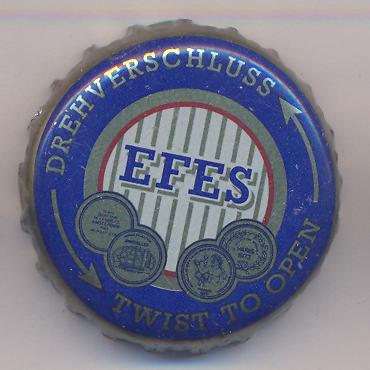 DREHVERSCHLUSS
EFES
TWIST TO OPEN